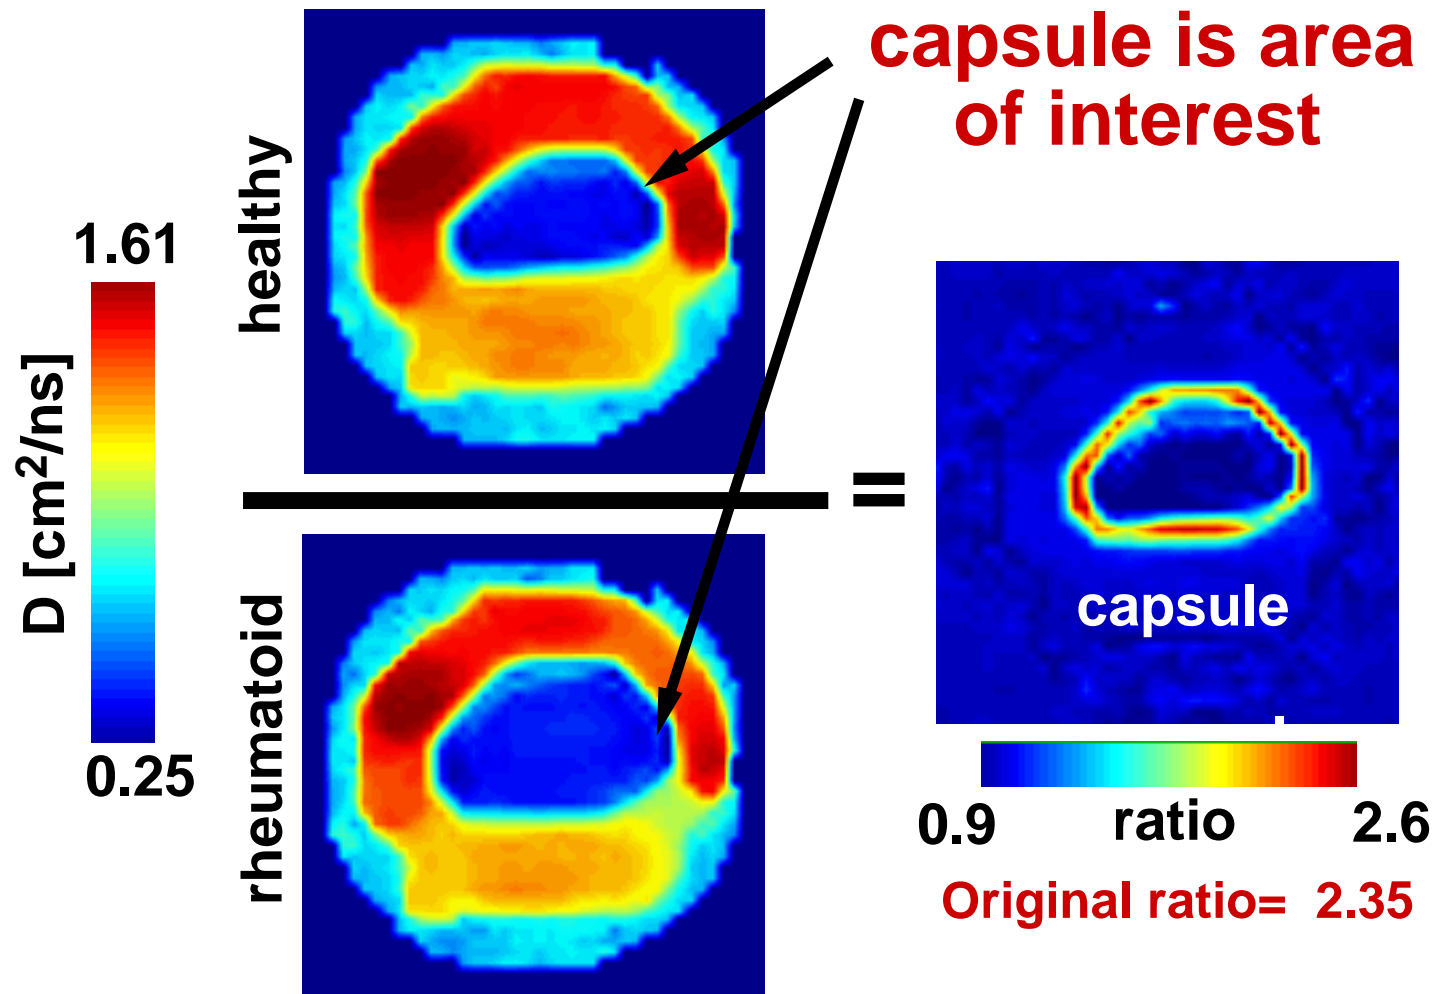 capsule is area
of interest
healthy
1.61
D [cm²/ns]
0.25
=
rheumatoid
capsule
0.9 ratio 2.6
Original ratio= 2.35